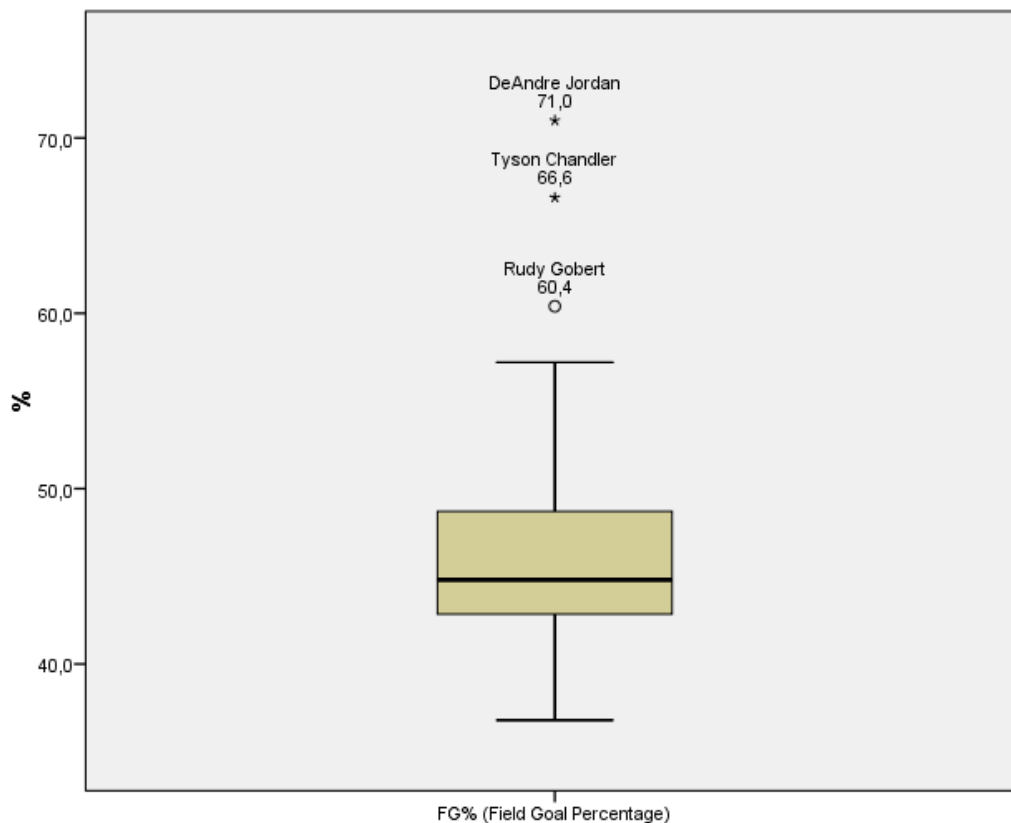 DeAndre Jordan
71,0
70,0
Tyson Chandler
66,6
Rudy Gobert
60,4
60,0
%
50,0
40,0
FG% (Field Goal Percentage)